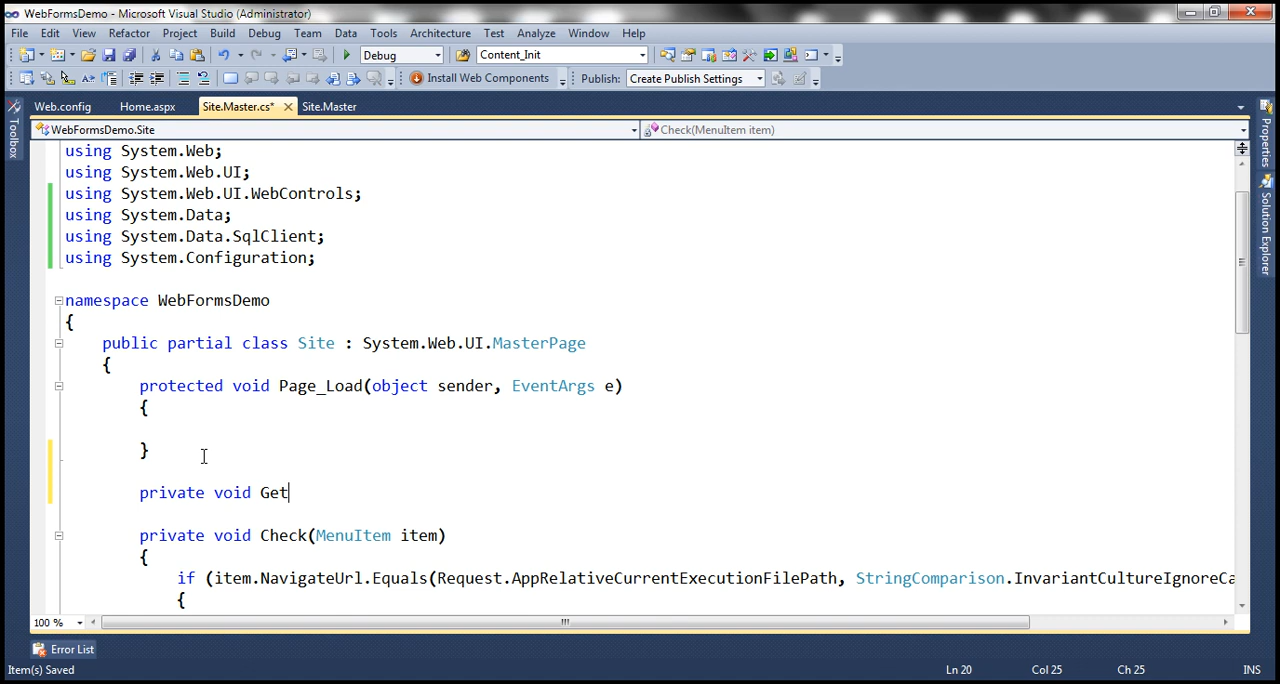 WebFormsDemo - Microsoft Visual Studio (Administrator)
File Edit View Refactor Project Build Debug Team Data Tools Architecture Test Analyze Window Help
Debug Content_Init
Install Web Components Publish: Create Publish Settings
Web.config Home.aspx Site.Master.cs* Site.Master
WebFormsDemo.Site Check(MenuItem item)
Toolbox
Properties
Solution Explorer
using System.Web;
using System.Web.UI;
using System.Web.UI.WebControls;
using System.Data;
using System.Data.SqlClient;
using System.Configuration;
namespace WebFormsDemo
{
public partial class Site : System.Web.UI.MasterPage
{
protected void Page_Load(object sender, EventArgs e)
{
}
private void Get
private void Check(MenuItem item)
{
if (item.NavigateUrl.Equals(Request.AppRelativeCurrentExecutionFilePath, StringComparison.InvariantCultureIgnoreCa
{
100 %
Error List
Item(s) Saved Ln 20 Col 25 Ch 25 INS